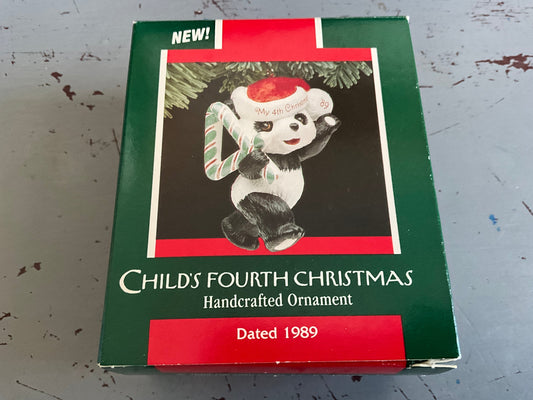 NEW!
My 4th Christmas
89
CHILD'S FOURTH CHRISTMAS
Handcrafted Ornament
Dated 1989